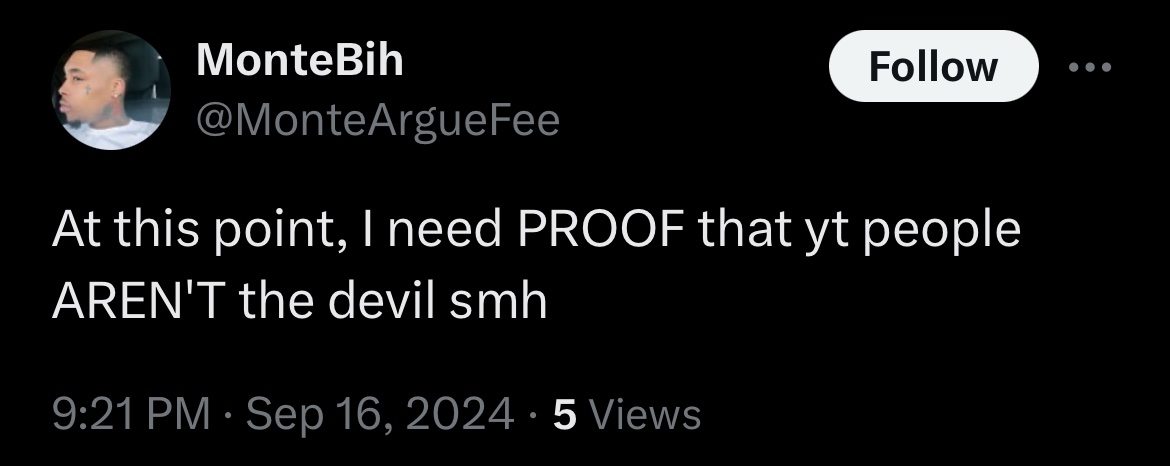 MonteBih
Follow
@MonteArgueFee
At this point, I need PROOF that yt people
AREN'T the devil smh
9:21 PM · Sep 16, 2024 · 5 Views